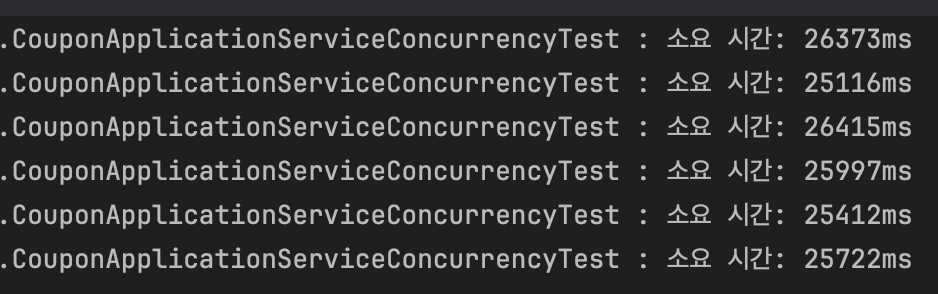 .CouponApplicationServiceConcurrencyTest : 소요 시간: 26373ms
.CouponApplicationServiceConcurrencyTest : 소요 시간: 25116ms
.CouponApplicationServiceConcurrencyTest : 소요 시간: 26415ms
.CouponApplicationServiceConcurrencyTest : 소요 시간: 25997ms
.CouponApplicationServiceConcurrencyTest : 소요 시간: 25412ms
.CouponApplicationServiceConcurrencyTest : 소요 시간: 25722ms